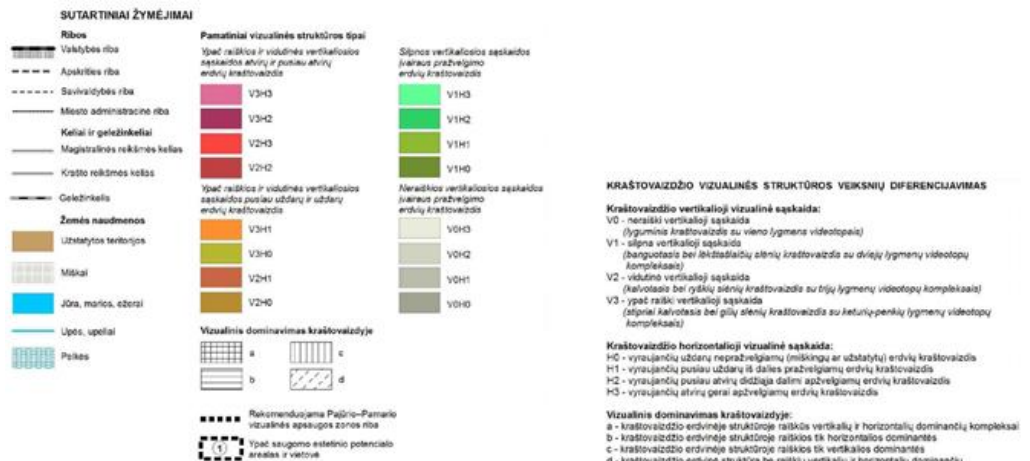 SUTARTINIAI ŽYMĖJIMAI
Ribos
Valstybės riba
Apskrities riba
Savivaldybės riba
Miesto administracinė riba
Keliai ir geležinkeliai
Magistralinės reikšmės kelias
Krašto reikšmės kelias
Geležinkelis
Žemės naudmenos
Užstatytos teritorijos
Miškai
Jūra, marios, ežerai
Upės, upeliai
Pelkės
Pamatiniai vizualinės struktūros tipai
Ypač raiškios ir vidutinės vertikaliosios
sąskaidos atvirų ir pusiau atvirų
erdvių kraštovaizdis
V3H3
V3H2
V2H3
V2H2
Ypač raiškios ir vidutinės vertikaliosios
sąskaidos pusiau uždarų ir uždarų
erdvių kraštovaizdis
V3H1
V3H0
V2H1
V2H0
Silpnos vertikaliosios sąskaidos
įvairaus pražvelgimo
erdvių kraštovaizdis
V1H3
V1H2
V1H1
V1H0
Neraiškios vertikaliosios sąskaidos
įvairaus pražvelgimo
erdvių kraštovaizdis
V0H3
V0H2
V0H1
V0H0
Vizualinis dominavimas kraštovaizdyje
a
b
c
d
Rekomenduojama Pajūrio–Pamario
vizualinės apsaugos zonos riba
1
Ypač saugomo estetinio potencialo
arealas ir vietovė
KRAŠTOVAIZDŽIO VIZUALINĖS STRUKTŪROS VEIKSNIŲ DIFERENCIJAVIMAS
Kraštovaizdžio vertikalioji vizualinė sąskaida:
V0 - neraiški vertikalioji sąskaida
(lyguminis kraštovaizdis su vieno lygmens videotopais)
V1 - silpna vertikalioji sąskaida
(banguotasis bei lėkštašlaičių slėnių kraštovaizdis su dviejų lygmenų videotopų
kompleksais)
V2 - vidutinė vertikalioji sąskaida
(kalvotasis bei ryškių slėnių kraštovaizdis su trijų lygmenų videotopų kompleksais)
V3 - ypač raiški vertikalioji sąskaida
(stipriai kalvotasis bei gilių slėnių kraštovaizdis su keturių-penkių lygmenų videotopų
kompleksais)
Kraštovaizdžio horizontalioji vizualinė sąskaida:
H0 - vyraujančių uždarų nepražvelgiamų (miškingų ar užstatytų) erdvių kraštovaizdis
H1 - vyraujančių pusiau uždarų iš dalies pražvelgiamų erdvių kraštovaizdis
H2 - vyraujančių pusiau atvirų didžiąja dalimi apžvelgiamų erdvių kraštovaizdis
H3 - vyraujančių atvirų gerai apžvelgiamų erdvių kraštovaizdis
Vizualinis dominavimas kraštovaizdyje:
a - kraštovaizdžio erdvinėje struktūroje raiškūs vertikalių ir horizontalių dominančių kompleksai
b - kraštovaizdžio erdvinėje struktūroje raiškios tik horizontalios dominantės
c - kraštovaizdžio erdvinėje struktūroje raiškios tik vertikalios dominantės
d - kraštovaizdžio erdvinė struktūra be raiškių vertikalių ir horizontalių dominančių